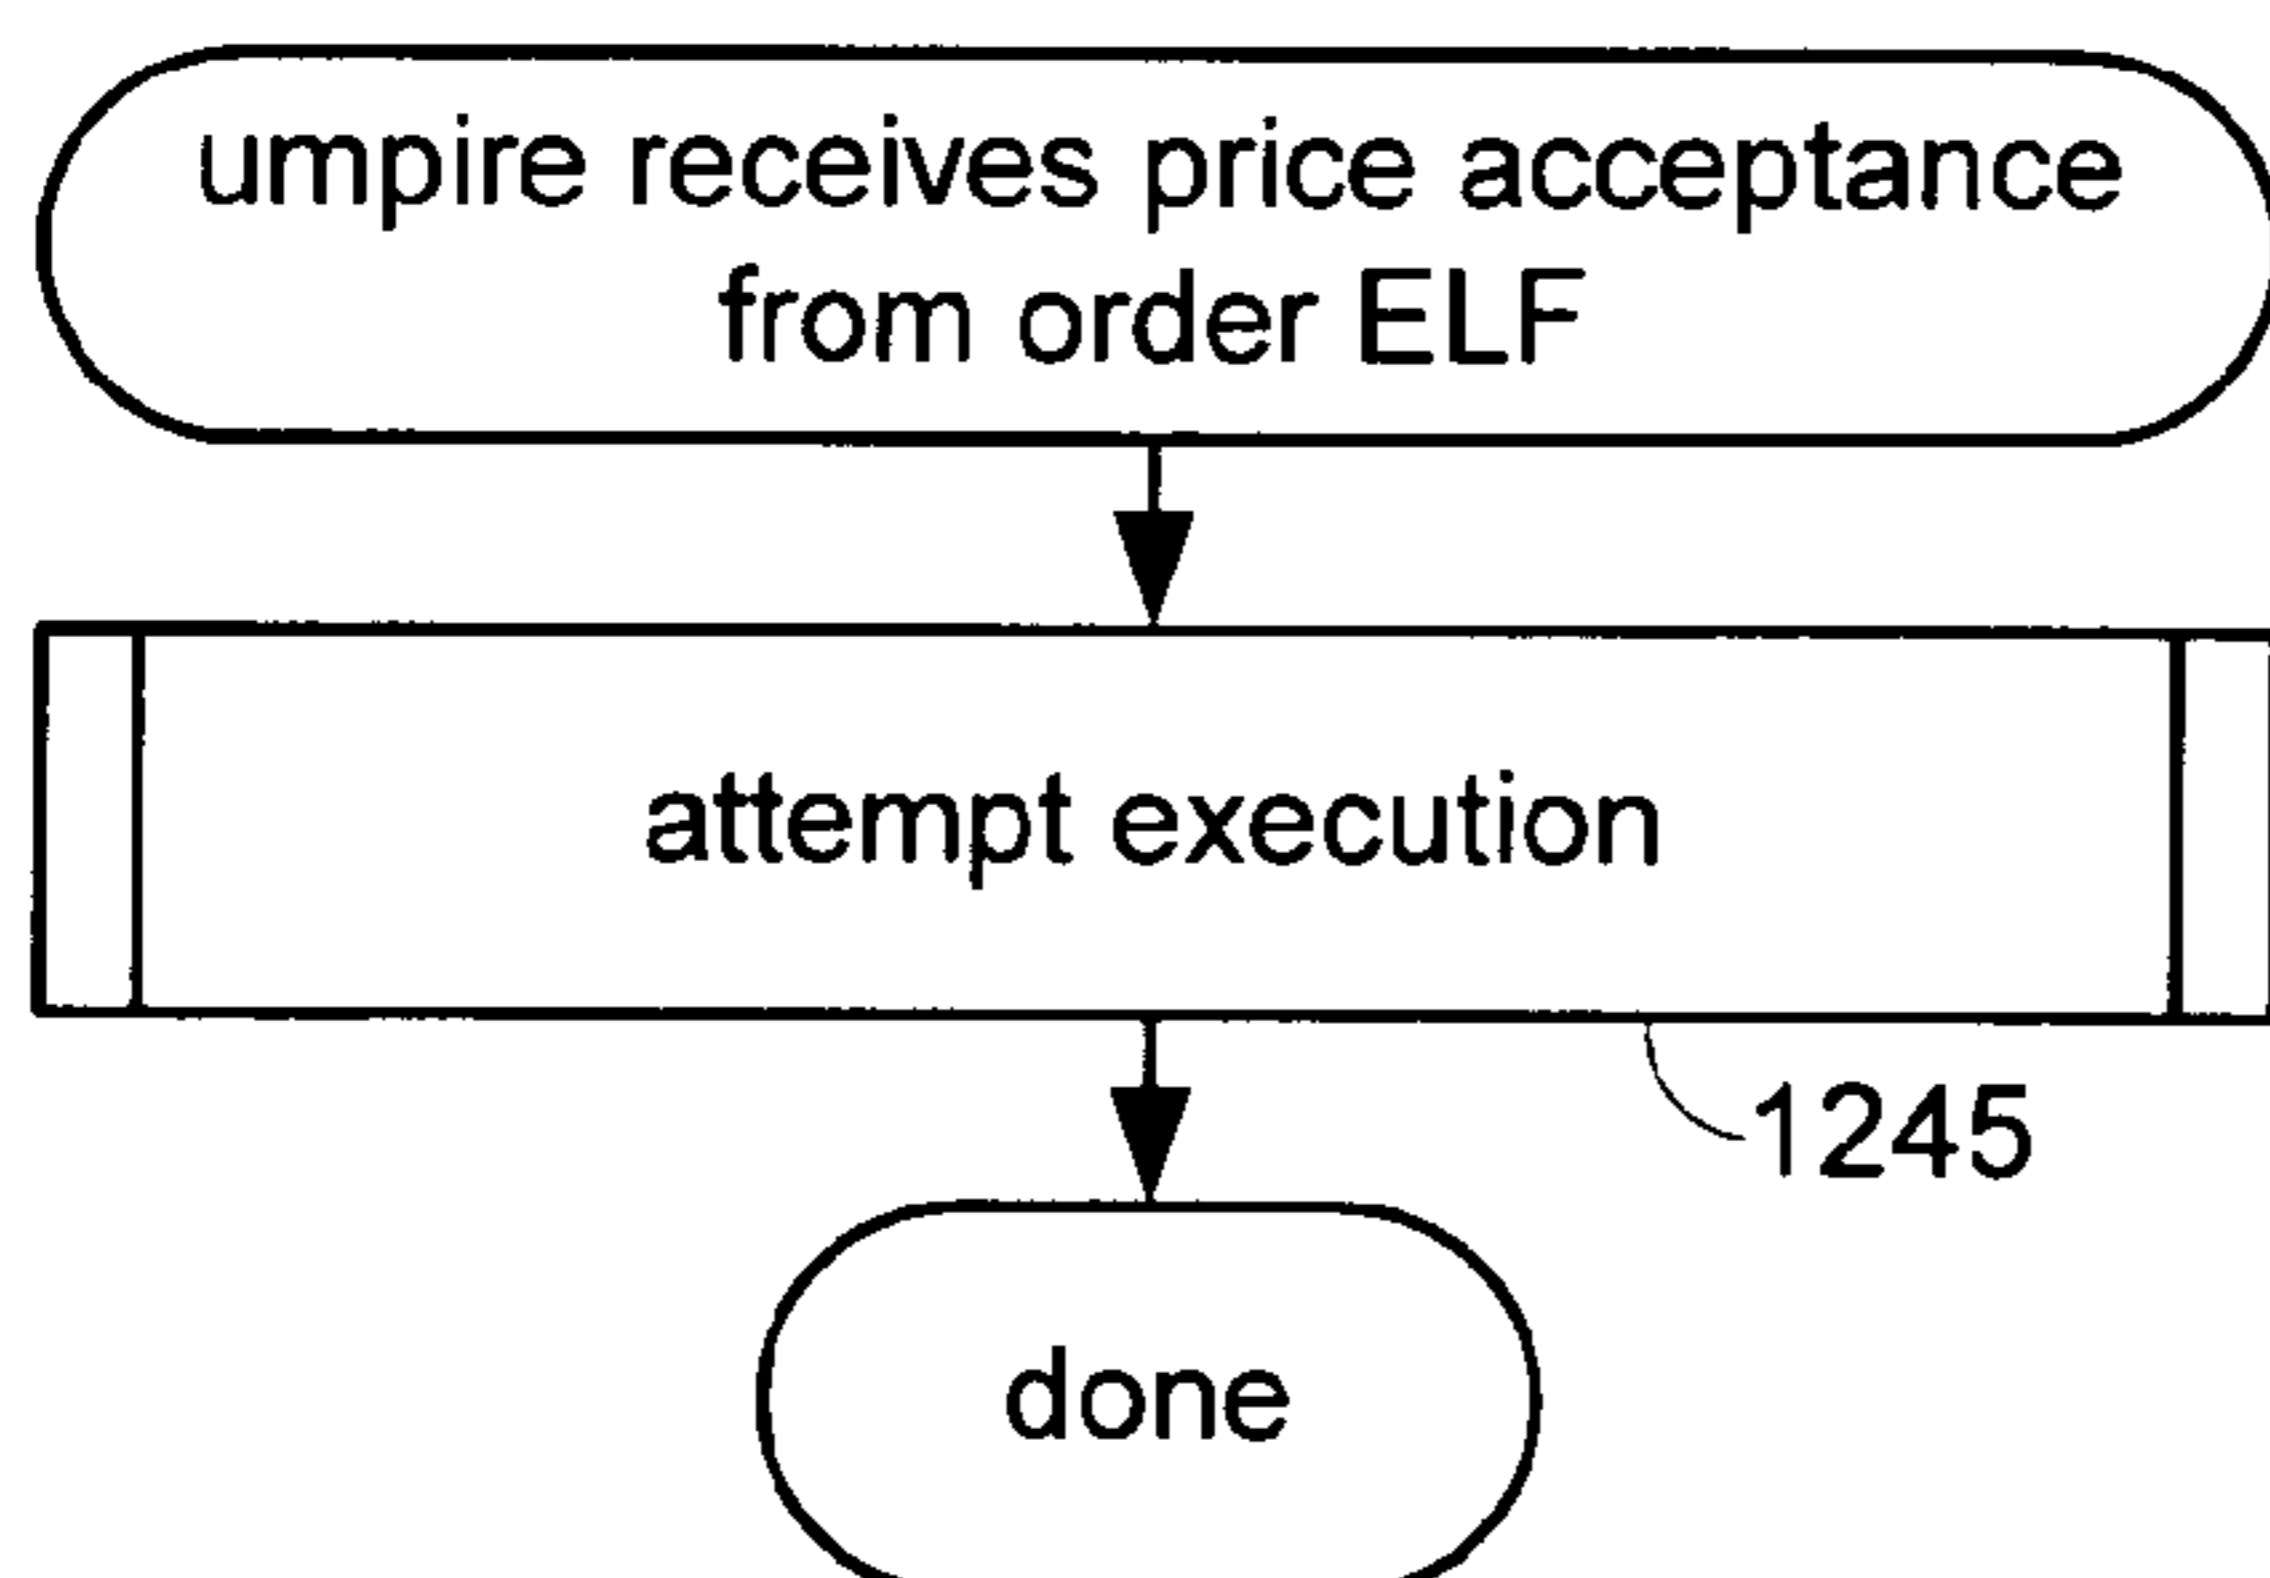 umpire receives price acceptance
from order ELF
attempt execution
1245
done